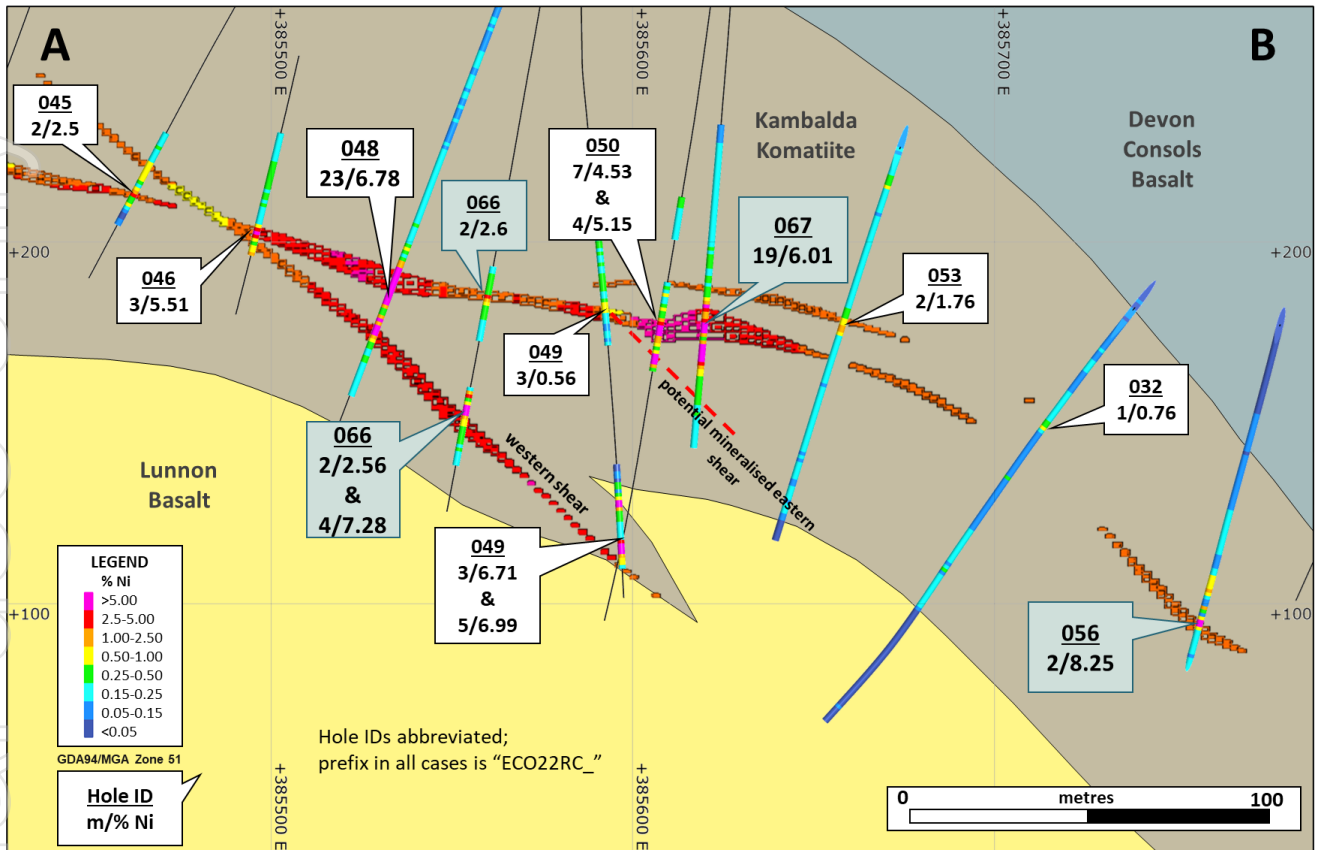 A
B
+385500 E
+385600 E
+385700 E
045
2/2.5
048
23/6.78
050
7/4.53
&
4/5.15
Kambalda
Komatiite
Devon
Consols
Basalt
066
2/2.6
067
19/6.01
+200
+200
046
3/5.51
053
2/1.76
049
3/0.56
032
1/0.76
potential mineralised eastern
shear
western shear
Lunnon
Basalt
066
2/2.56
&
4/7.28
049
3/6.71
&
5/6.99
+100
+100
056
2/8.25
LEGEND
% Ni
>5.00
2.5-5.00
1.00-2.50
0.50-1.00
0.25-0.50
0.15-0.25
0.05-0.15
<0.05
GDA94/MGA Zone 51
Hole ID
m/% Ni
Hole IDs abbreviated;
prefix in all cases is “ECO22RC_”
+385500 E
+385600 E
0 metres 100